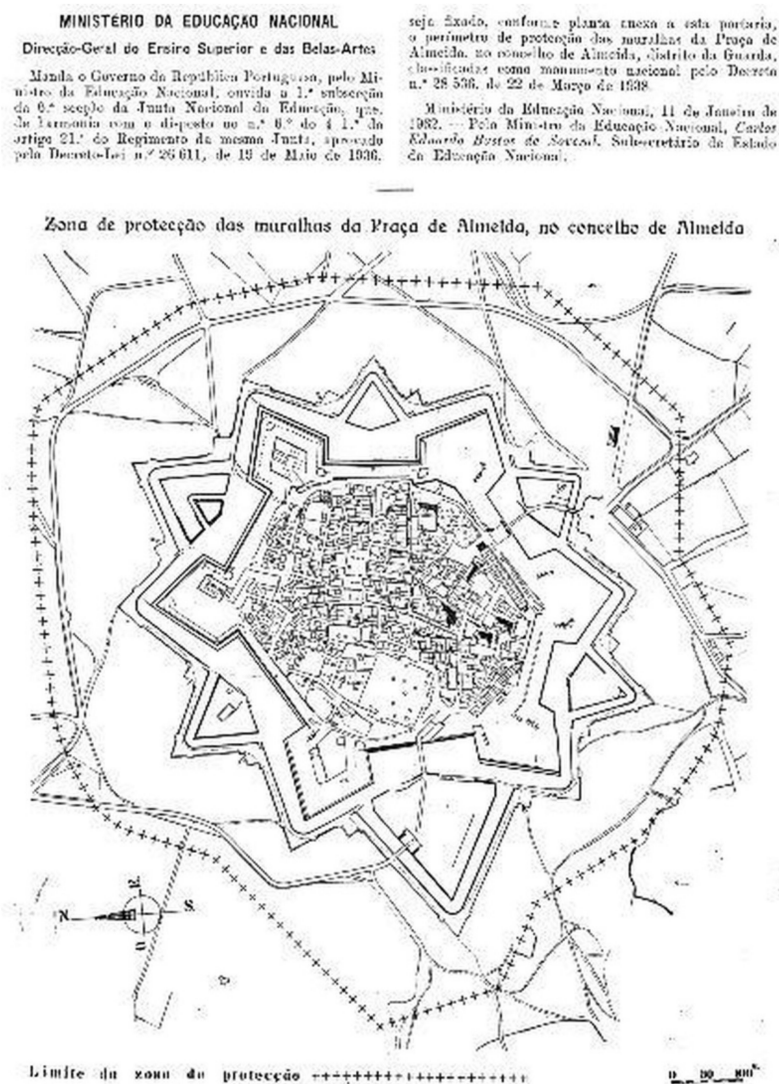 MINISTÉRIO DA EDUCAÇÃO NACIONAL
Direcção-Geral do Ensino Superior e das Belas-Artes
Manda o Governo da República Portuguesa, pelo Mi-
nistro da Educação Nacional, ouvida a 1.ª subsecção
da 6.ª secção da Junta Nacional da Educação, que,
de harmonia com o disposto no n.º 6.º do § 1.º do
artigo 21.º do Regimento da mesma Junta, aprovado
pelo Decreto-Lei n.º 26 611, de 19 de Maio de 1936,
seja fixado, conforme planta anexa a esta portaria,
o perímetro de protecção das muralhas da Praça de
Almeida, no concelho de Almeida, distrito da Guarda,
classificadas como monumento nacional pelo Decreto
n.º 28 536, de 22 de Março de 1938.
Ministério da Educação Nacional, 11 de Janeiro de
1962. — Pelo Ministro da Educação Nacional, Carlos
Eduardo Bastos de Soveral, Subsecretário de Estado
da Educação Nacional.
Zona de protecção das muralhas da Praça de Almeida, no concelho de Almeida
E.
N
S.
O
Limite da zona de protecção
0 50 100